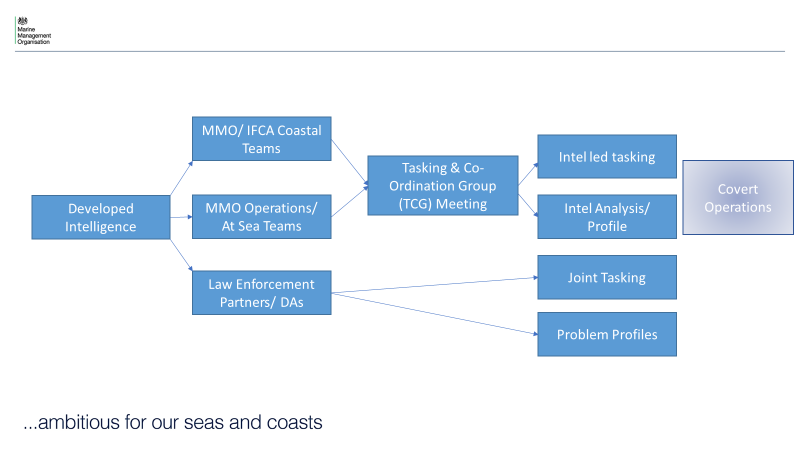 Marine
Management
Organisation
MMO/ IFCA Coastal
Teams
Developed
Intelligence
MMO Operations/
At Sea Teams
Law Enforcement
Partners/ DAs
Tasking & Co-
Ordination Group
(TCG) Meeting
Intel led tasking
Intel Analysis/
Profile
Covert
Operations
Joint Tasking
Problem Profiles
...ambitious for our seas and coasts